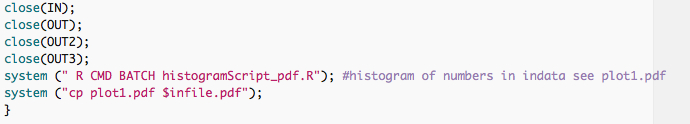 close(IN);
close(OUT);
close(OUT2);
close(OUT3);
system (" R CMD BATCH histogramScript_pdf.R"); #histogram of numbers in indata see plot1.pdf
system ("cp plot1.pdf $infile.pdf");
}